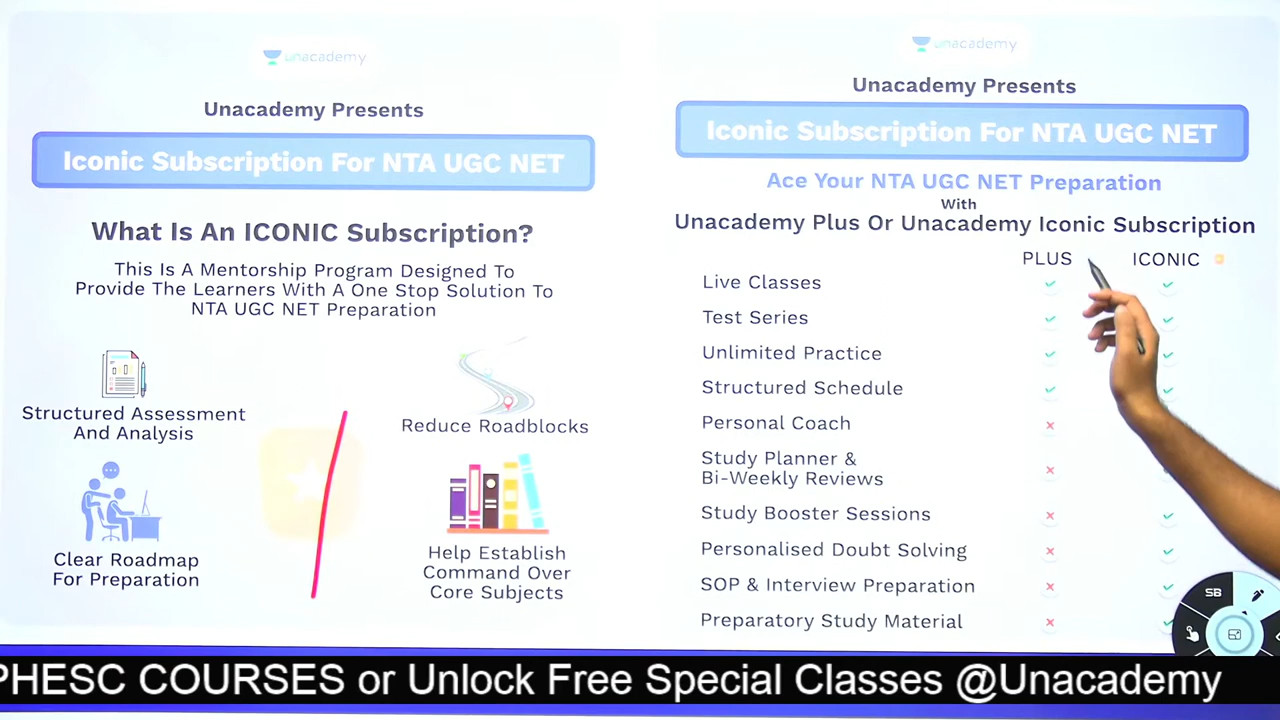 unacademy
Unacademy Presents
Iconic Subscription For NTA UGC NET
What Is An ICONIC Subscription?
This Is A Mentorship Program Designed To
Provide The Learners With A One Stop Solution To
NTA UGC NET Preparation
Structured Assessment
And Analysis
Reduce Roadblocks
Clear Roadmap
For Preparation
Help Establish
Command Over
Core Subjects
unacademy
Unacademy Presents
Iconic Subscription For NTA UGC NET
Ace Your NTA UGC NET Preparation
With
Unacademy Plus Or Unacademy Iconic Subscription
PLUS ICONIC
Live Classes
Test Series
Unlimited Practice
Structured Schedule
Personal Coach
Study Planner &
Bi-Weekly Reviews
Study Booster Sessions
Personalised Doubt Solving
SOP & Interview Preparation
Preparatory Study Material
SB
PHESC COURSES or Unlock Free Special Classes @Unacademy